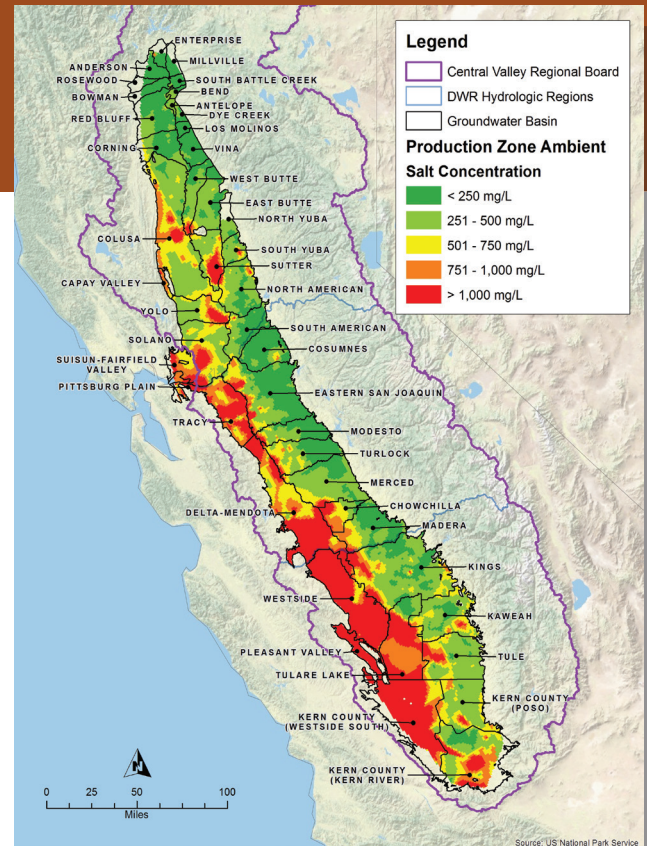 ENTERPRISE
MILLVILLE
ANDERSON
ROSEWOOD
SOUTH BATTLE CREEK
BEND
BOWMAN
ANTELOPE
DYE CREEK
RED BLUFF
LOS MOLINOS
CORNING
VINA
WEST BUTTE
EAST BUTTE
NORTH YUBA
COLUSA
SOUTH YUBA
SUTTER
CAPAY VALLEY
NORTH AMERICAN
YOLO
SOUTH AMERICAN
SOLANO
COSUMNES
SUISUN-FAIRFIELD
VALLEY
PITTSBURG PLAIN
EASTERN SAN JOAQUIN
TRACY
MODESTO
TURLOCK
MERCED
DELTA-MENDOTA
CHOWCHILLA
MADERA
KINGS
WESTSIDE
KAWEAH
PLEASANT VALLEY
TULE
TULARE LAKE
KERN COUNTY
(POSO)
KERN COUNTY
(WESTSIDE SOUTH)
KERN COUNTY
(KERN RIVER)
Legend
Central Valley Regional Board
DWR Hydrologic Regions
Groundwater Basin
Production Zone Ambient
Salt Concentration
< 250 mg/L
251 - 500 mg/L
501 - 750 mg/L
751 - 1,000 mg/L
> 1,000 mg/L
N
0 25 50 100
Miles
Source: US National Park Service